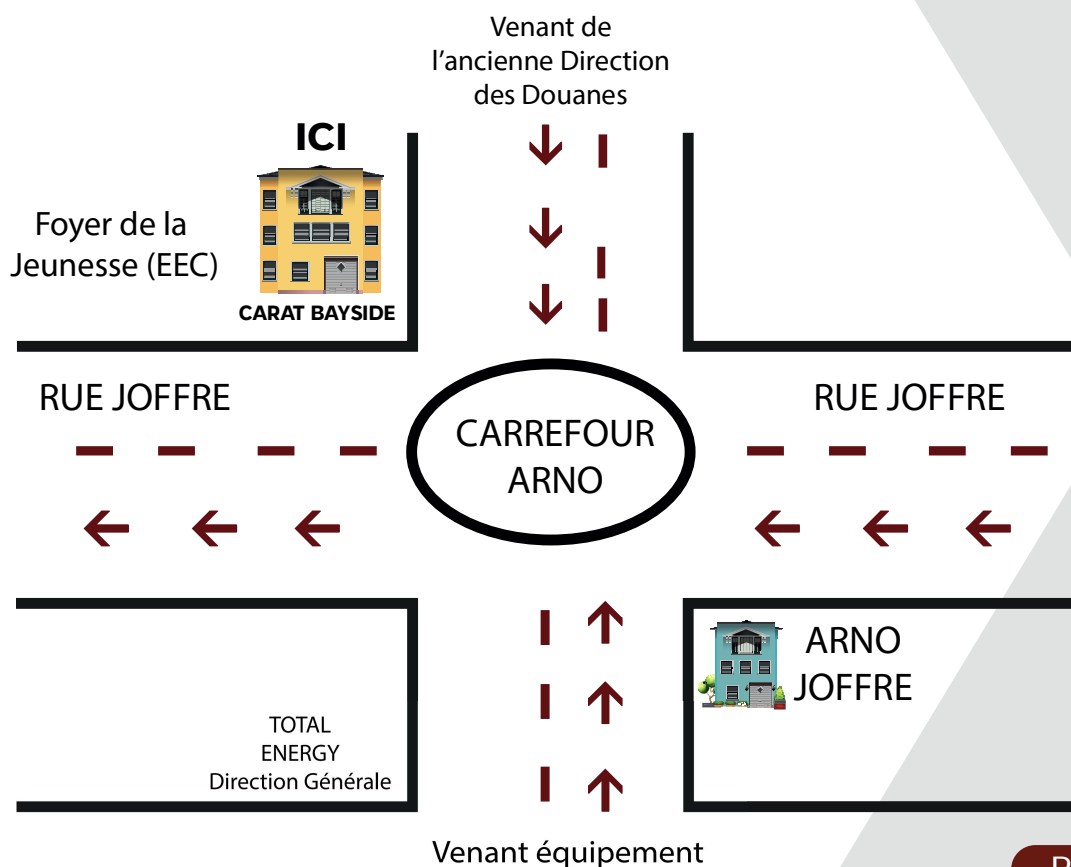 Venant de
l'ancienne Direction
des Douanes
ICI
Foyer de la
Jeunesse (EEC)
CARAT BAYSIDE
RUE JOFFRE
RUE JOFFRE
CARREFOUR
ARNO
ARNO
JOFFRE
TOTAL
ENERGY
Direction Générale
Venant équipement